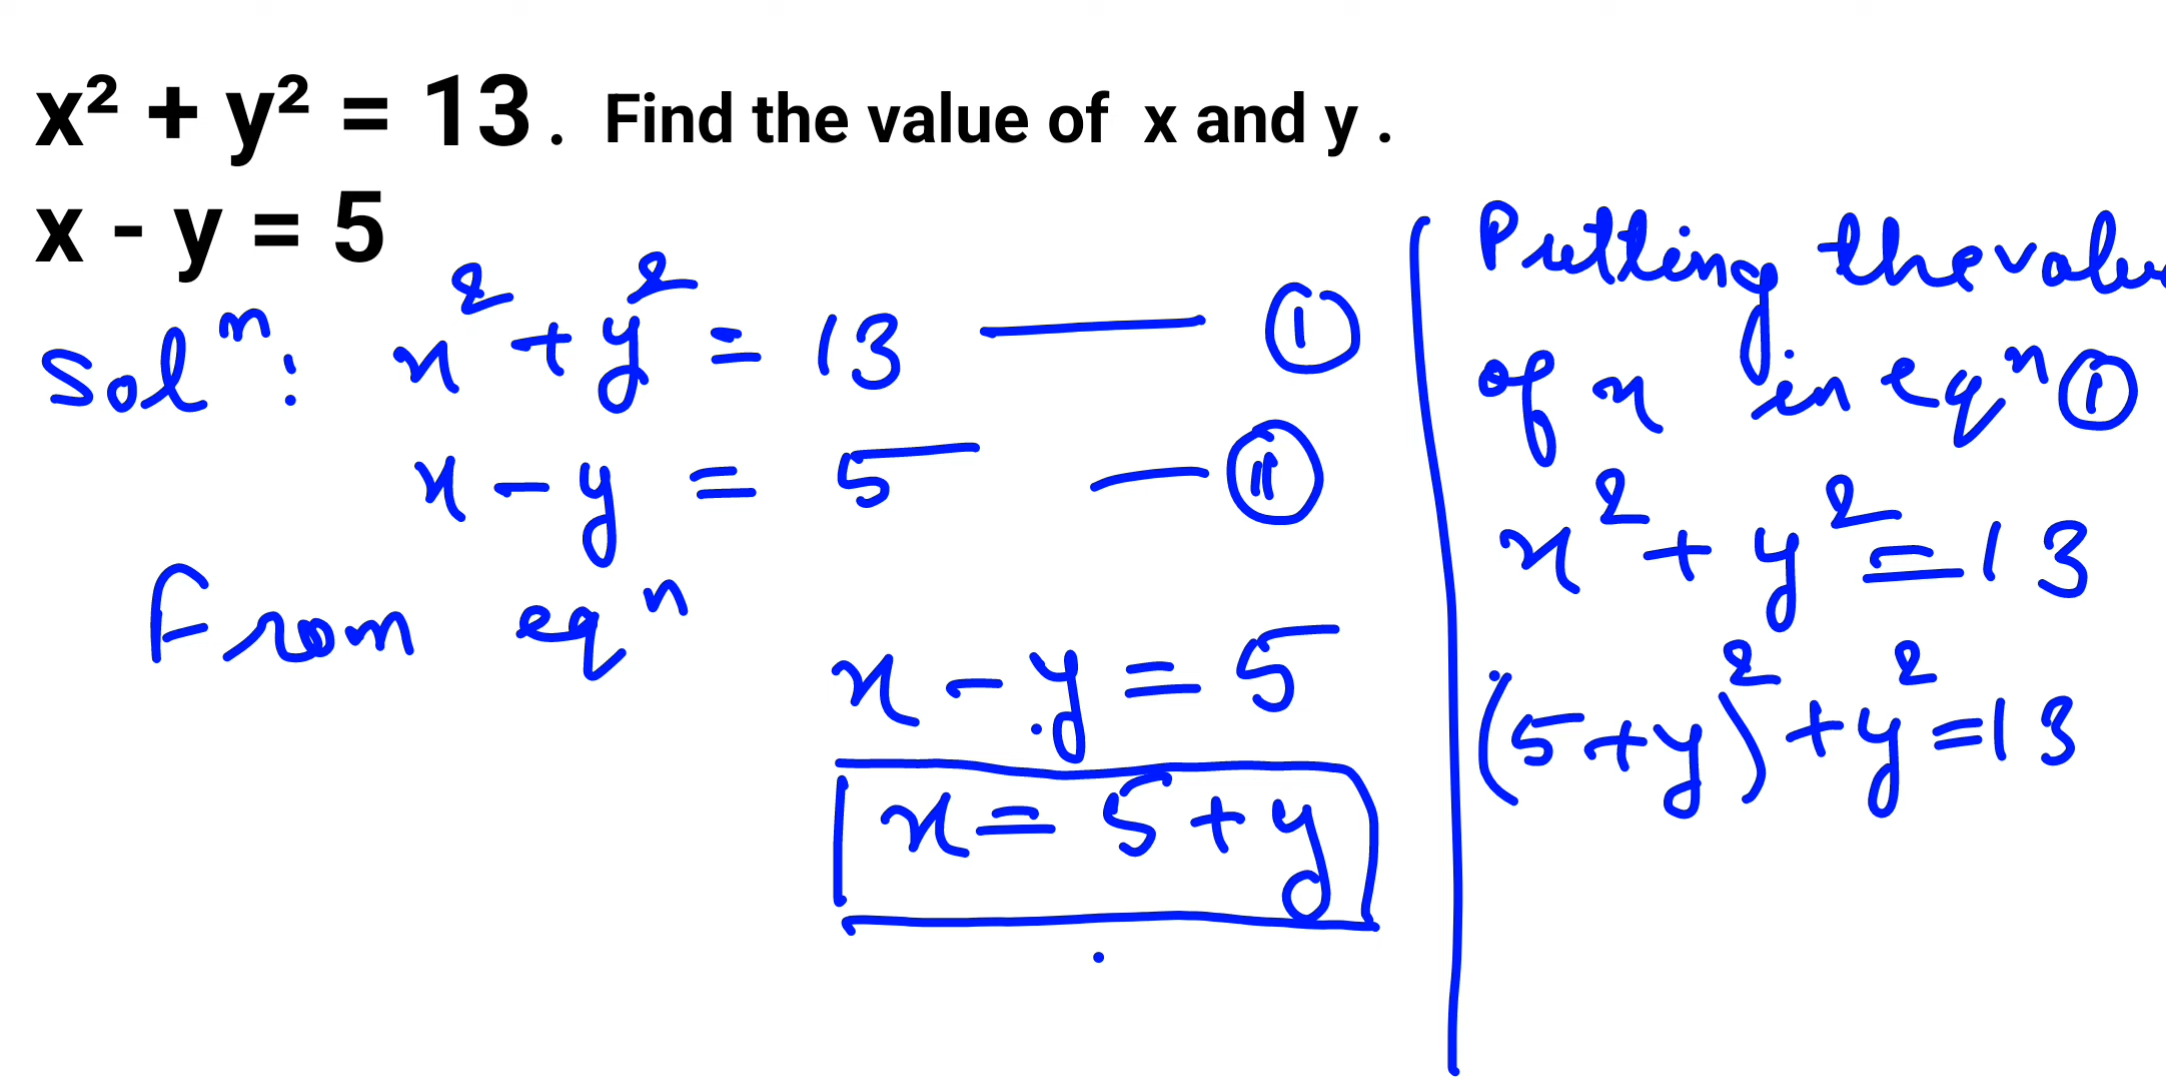 x² + y² = 13. Find the value of x and y.
x - y = 5
Solⁿ: x² + y² = 13 —— ①
x - y = 5 — ⑪
From eqⁿ
x - y = 5
x = 5 + y
Putting the value
of x in eqⁿ ①
x² + y² = 13
(5+y)² + y² = 13